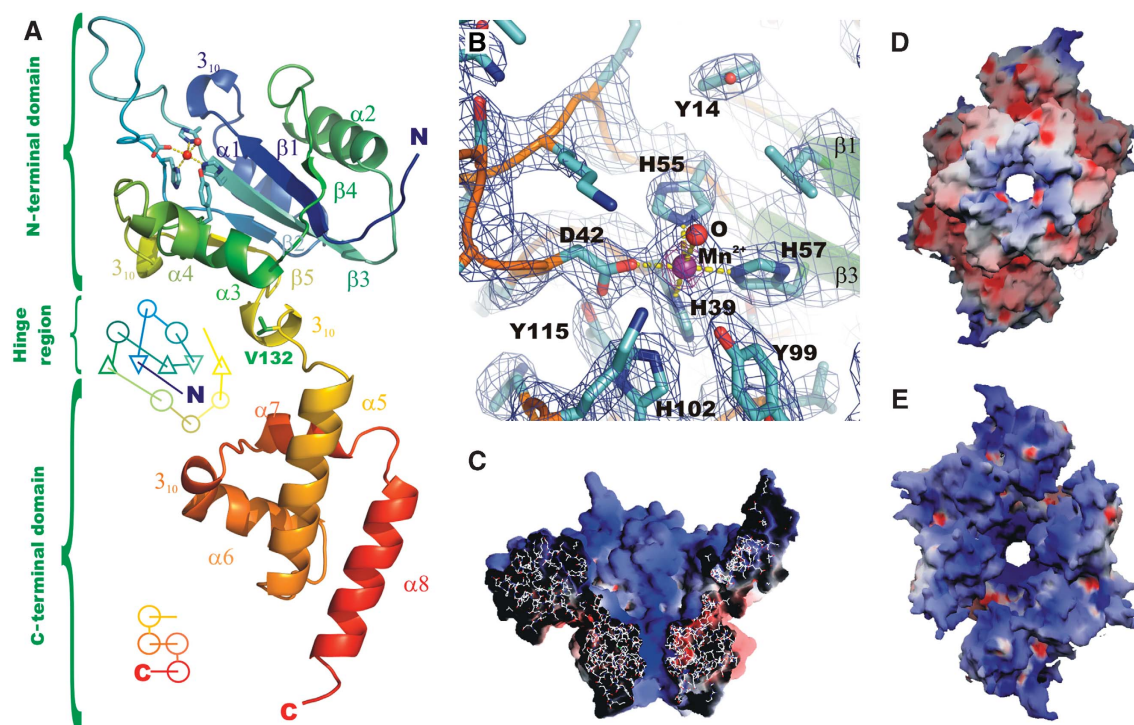 A
N-terminal domain
3₁₀
α2
N
α1
β1
β4
β2
β3
α4
β5
3₁₀
α3
Hinge region
3₁₀
V132
N
α5
α7
3₁₀
α6
α8
C-terminal domain
C
C
B
Y14
β1
H55
O
D42
Mn²⁺
H57
β3
H39
Y115
Y99
H102
C
D
E